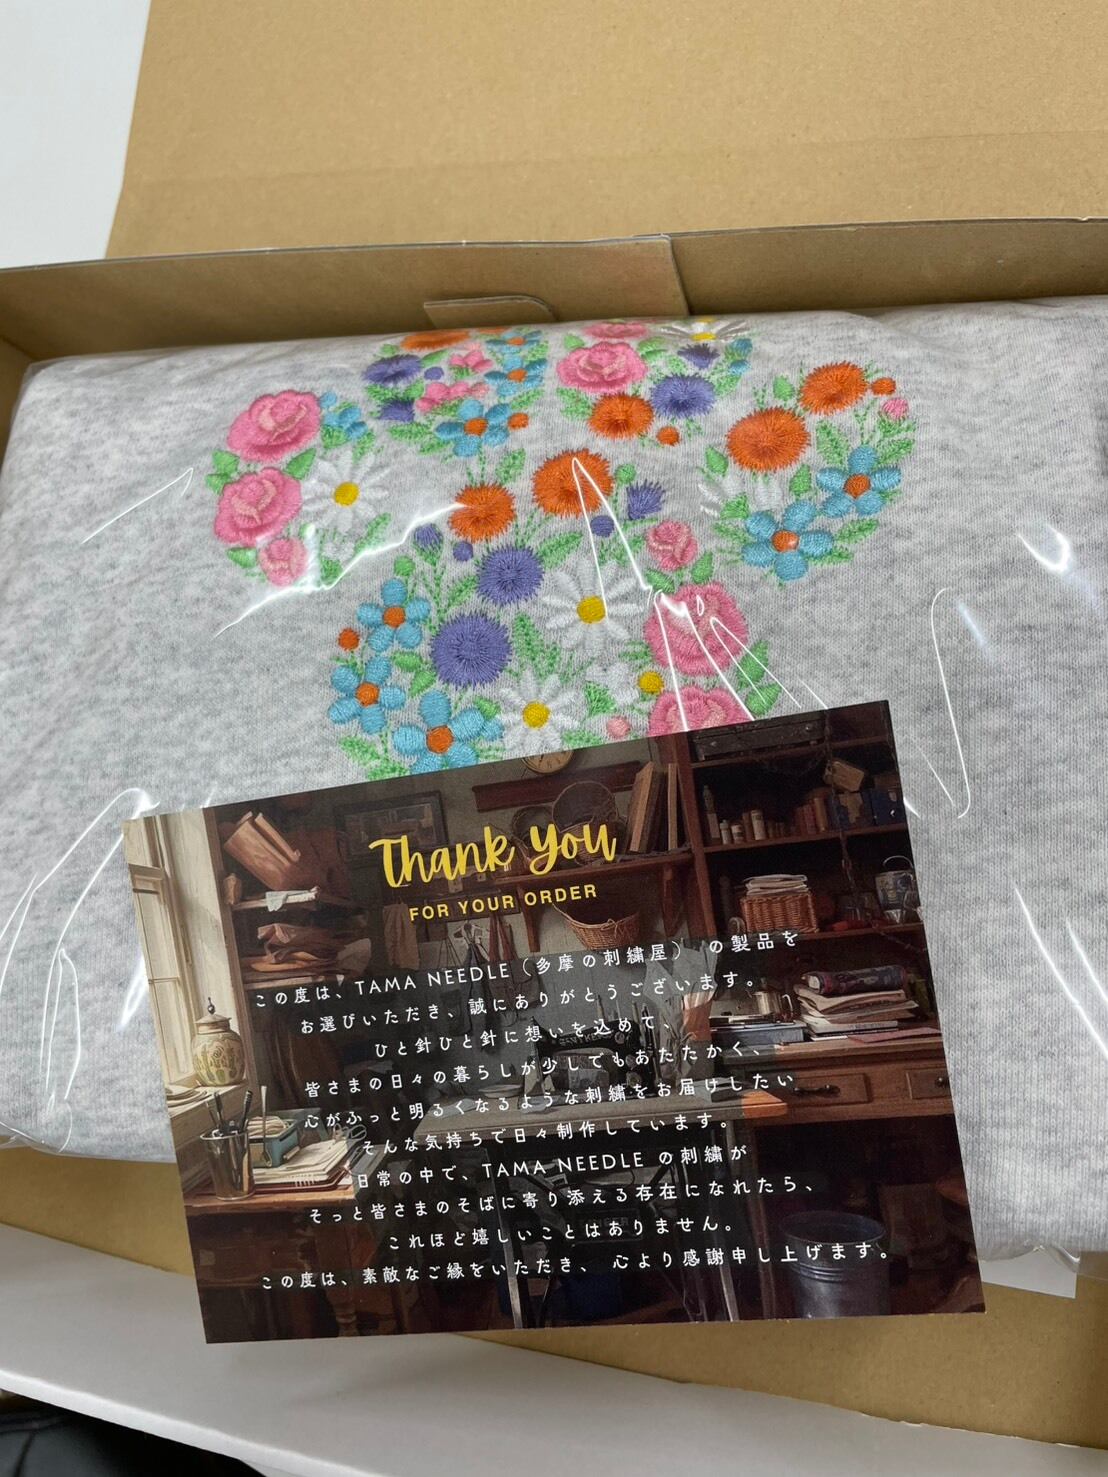 Thank You
FOR YOUR ORDER
この度は、TAMA NEEDLE（多摩の刺繍屋） の製品を
お選びいただき、誠にありがとうございます。
ひと針ひと針に想いを込めて、
皆さまの日々の暮らしが少しでもあたたかく、
心がふっと明るくなるような刺繍をお届けしたい
そんな気持ちで日々制作しています。
日常の中で、TAMA NEEDLE の刺繍が
そっと皆さまのそばに寄り添える存在になれたら、
これほど嬉しいことはありません。
この度は、素敵なご縁をいただき、 心より感謝申し上げます。